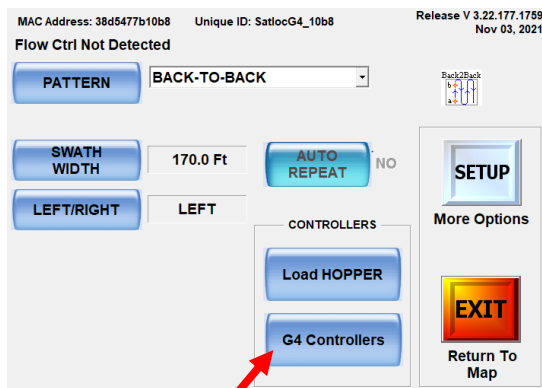 MAC Address: 38d5477b10b8 Unique ID: SatlocG4_10b8 Release V 3.22.177.1759
Nov 03, 2021
Flow Ctrl Not Detected
PATTERN BACK-TO-BACK
Back2Back
b
a
SWATH
WIDTH
170.0 Ft
AUTO
REPEAT
NO
SETUP
More Options
LEFT/RIGHT LEFT
CONTROLLERS
Load HOPPER
G4 Controllers
EXIT
Return To
Map